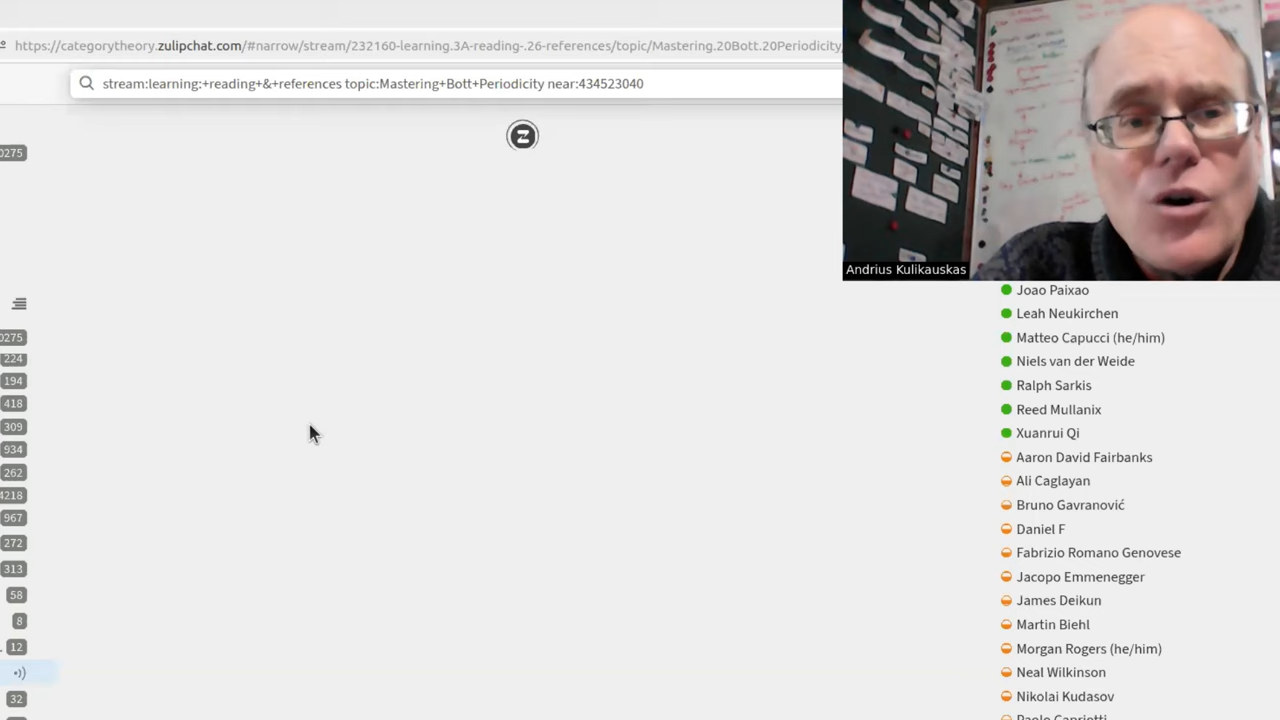 https://categorytheory.zulipchat.com/#narrow/stream/232160-learning.3A-reading-.26-references/topic/Mastering.20Bott.20Periodicity
stream:learning:+reading+&+references topic:Mastering+Bott+Periodicity near:434523040
0275
0275
224
194
418
309
934
262
4218
967
272
313
58
8
12
32
Andrius Kulikauskas
Joao Paixao
Leah Neukirchen
Matteo Capucci (he/him)
Niels van der Weide
Ralph Sarkis
Reed Mullanix
Xuanrui Qi
Aaron David Fairbanks
Ali Caglayan
Bruno Gavranović
Daniel F
Fabrizio Romano Genovese
Jacopo Emmenegger
James Deikun
Martin Biehl
Morgan Rogers (he/him)
Neal Wilkinson
Nikolai Kudasov
Paolo Capriotti